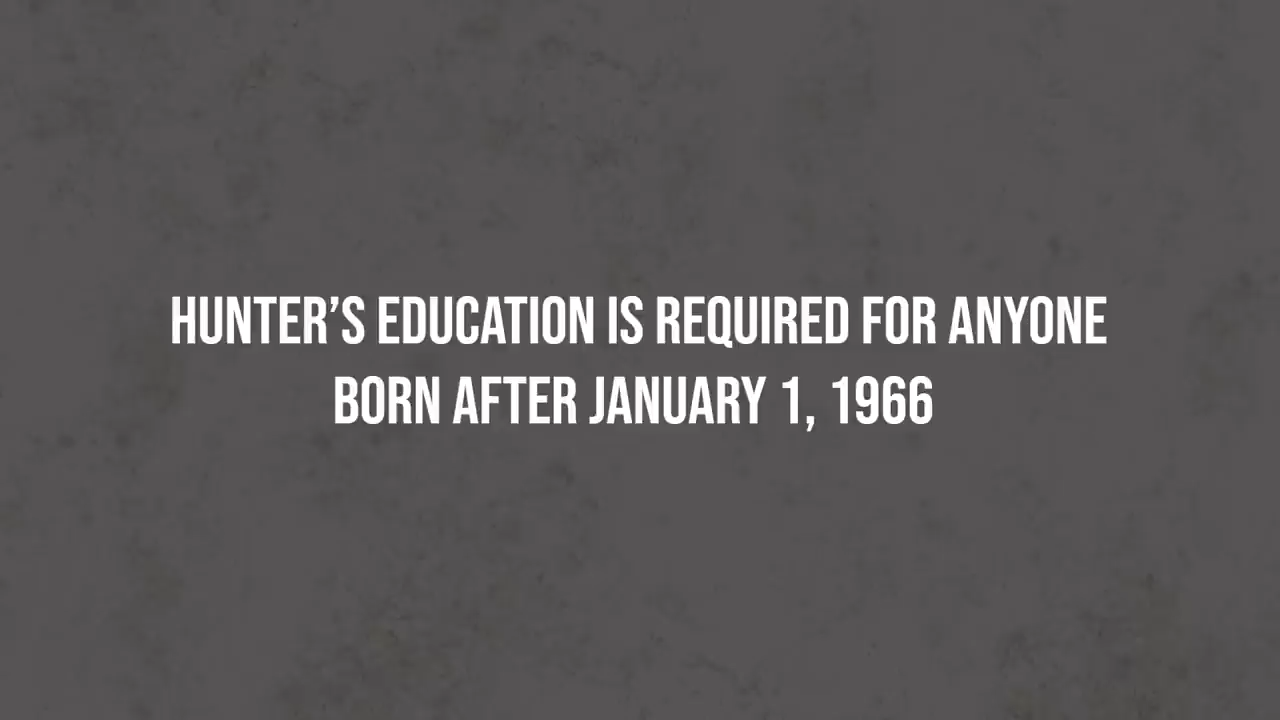 HUNTER’S EDUCATION IS REQUIRED FOR ANYONE
BORN AFTER JANUARY 1, 1966